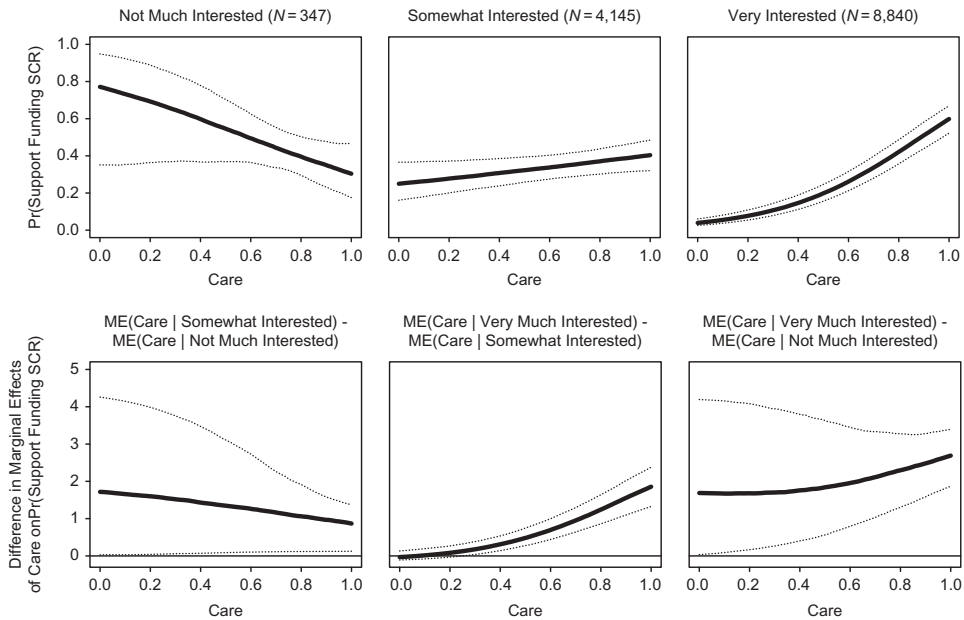 Not Much Interested (N = 347)
Somewhat Interested (N = 4,145)
Very Interested (N = 8,840)
Pr(Support Funding SCR)
1.0
0.8
0.6
0.4
0.2
0.0
0.0 0.2 0.4 0.6 0.8 1.0
0.0 0.2 0.4 0.6 0.8 1.0
0.0 0.2 0.4 0.6 0.8 1.0
Care
Care
Care
ME(Care | Somewhat Interested) -
ME(Care | Not Much Interested)
ME(Care | Very Much Interested) -
ME(Care | Somewhat Interested)
ME(Care | Very Much Interested) -
ME(Care | Not Much Interested)
Difference in Marginal Effects
of Care onPr(Support Funding SCR)
5
4
3
2
1
0
0.0 0.2 0.4 0.6 0.8 1.0
0.0 0.2 0.4 0.6 0.8 1.0
0.0 0.2 0.4 0.6 0.8 1.0
Care
Care
Care